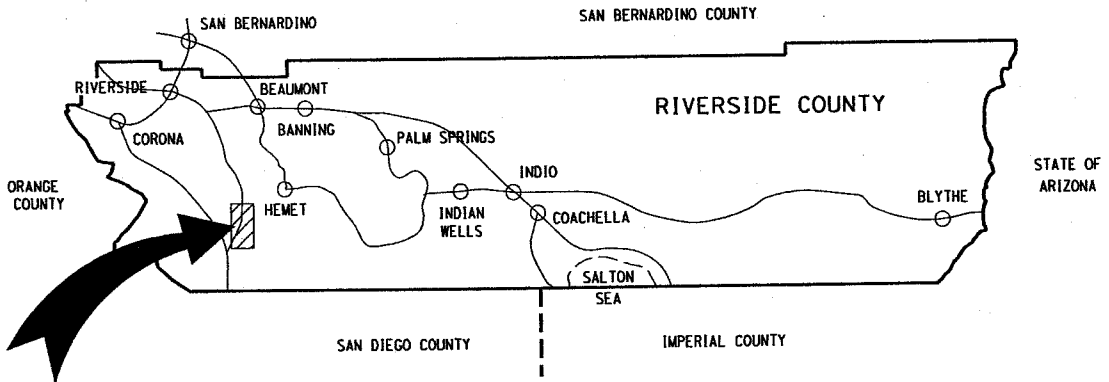 SAN BERNARDINO COUNTY
SAN BERNARDINO
RIVERSIDE
BEAUMONT
RIVERSIDE COUNTY
BANNING
CORONA
PALM SPRINGS
STATE OF
ARIZONA
ORANGE
COUNTY
INDIO
HEMET
INDIAN
WELLS
COACHELLA
BLYTHE
SALTON
SEA
SAN DIEGO COUNTY
IMPERIAL COUNTY